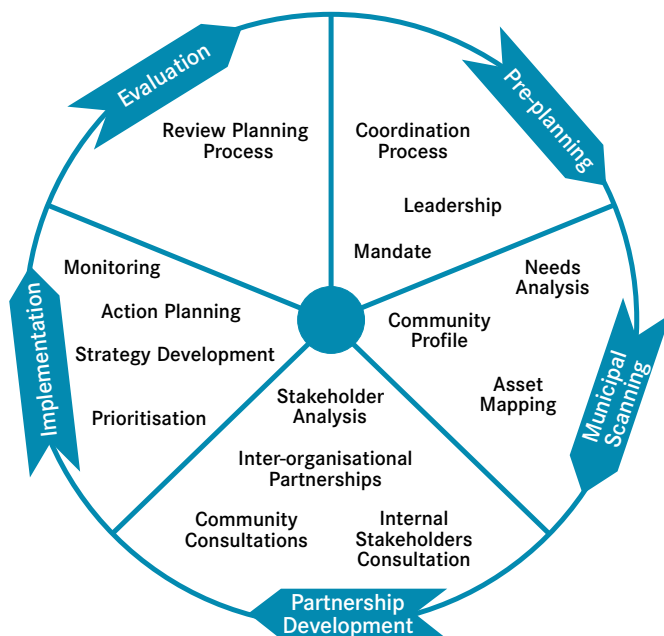 Evaluation
Review Planning
Process
Pre-planning
Coordination
Process
Leadership
Mandate
Municipal
Scanning
Needs
Analysis
Community
Profile
Asset
Mapping
Partnership
Development
Stakeholder
Analysis
Inter-organisational
Partnerships
Community
Consultations
Internal
Stakeholders
Consultation
Implementation
Monitoring
Action Planning
Strategy Development
Prioritisation